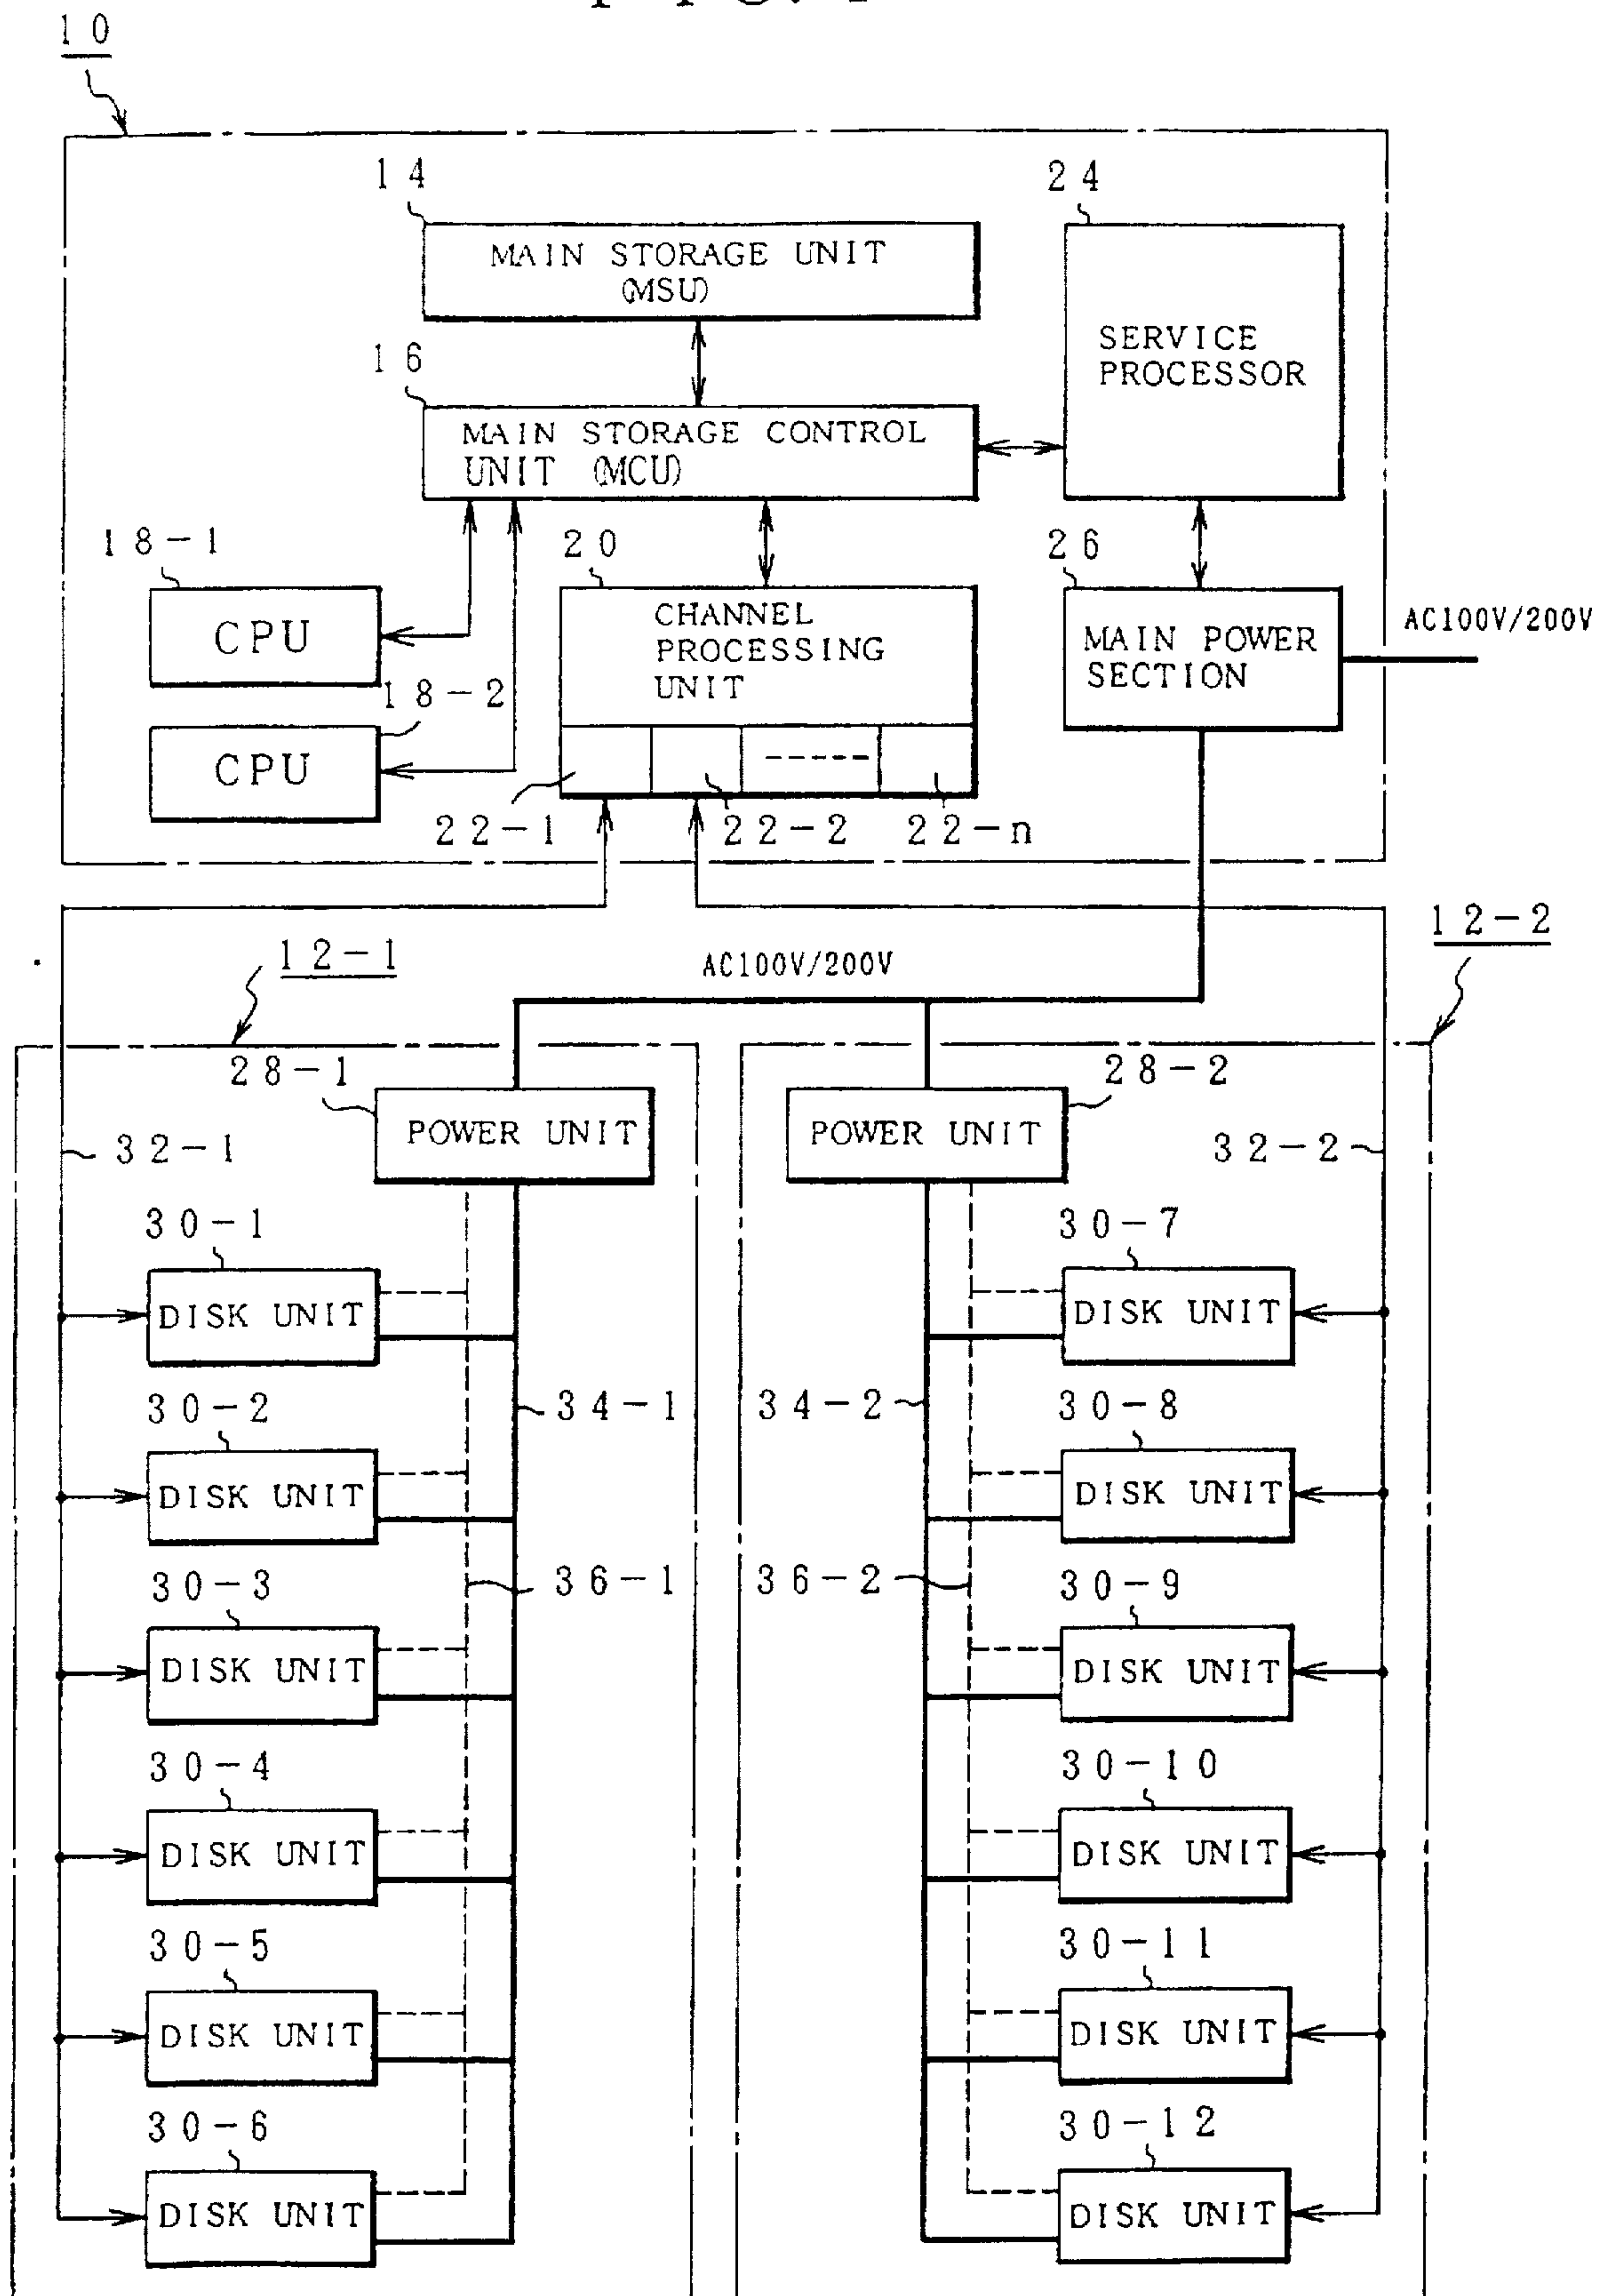 10
14
24
MAIN STORAGE UNIT
(MSU)
SERVICE
PROCESSOR
16
MAIN STORAGE CONTROL
UNIT (MCU)
18-1
20
26
CPU
CHANNEL
PROCESSING
UNIT
MAIN POWER
SECTION
AC100V/200V
18-2
CPU
22-1
22-2
22-n
12-1
AC100V/200V
12-2
28-1
28-2
POWER UNIT
POWER UNIT
32-1
32-2
30-1
30-7
DISK UNIT
DISK UNIT
30-2
34-1
34-2
30-8
DISK UNIT
DISK UNIT
30-3
36-1
36-2
30-9
DISK UNIT
DISK UNIT
30-4
30-10
DISK UNIT
DISK UNIT
30-5
30-11
DISK UNIT
DISK UNIT
30-6
30-12
DISK UNIT
DISK UNIT